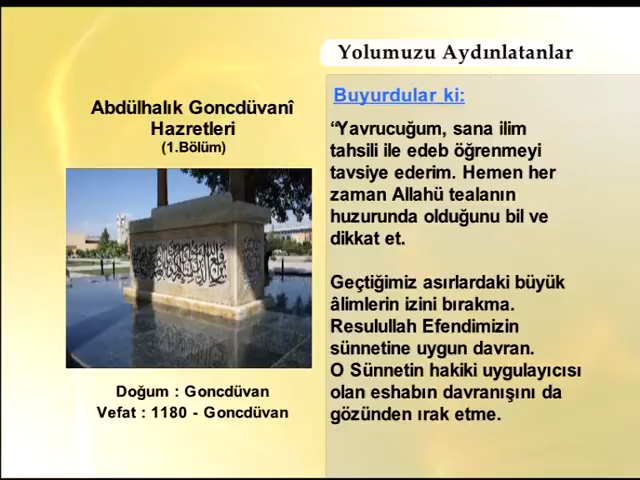 Yolumuzu Aydınlatanlar
Abdülhalık Goncdüvanî
Hazretleri
(1.Bölüm)
Doğum : Goncdüvan
Vefat : 1180 - Goncdüvan
Buyurdular ki:
“Yavrucuğum, sana ilim
tahsili ile edeb öğrenmeyi
tavsiye ederim. Hemen her
zaman Allahü tealanın
huzurunda olduğunu bil ve
dikkat et.
Geçtiğimiz asırlardaki büyük
âlimlerin izini bırakma.
Resulullah Efendimizin
sünnetine uygun davran.
O Sünnetin hakiki uygulayıcısı
olan eshabın davranışını da
gözünden ırak etme.